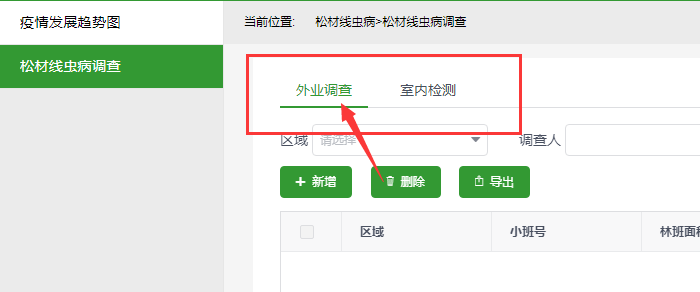 疫情发展趋势图
当前位置: 松材线虫病>松材线虫病调查
松材线虫病调查
外业调查 室内检测
区域 请选择 调查人
+ 新增 删除 导出
区域 小班号 林班面积